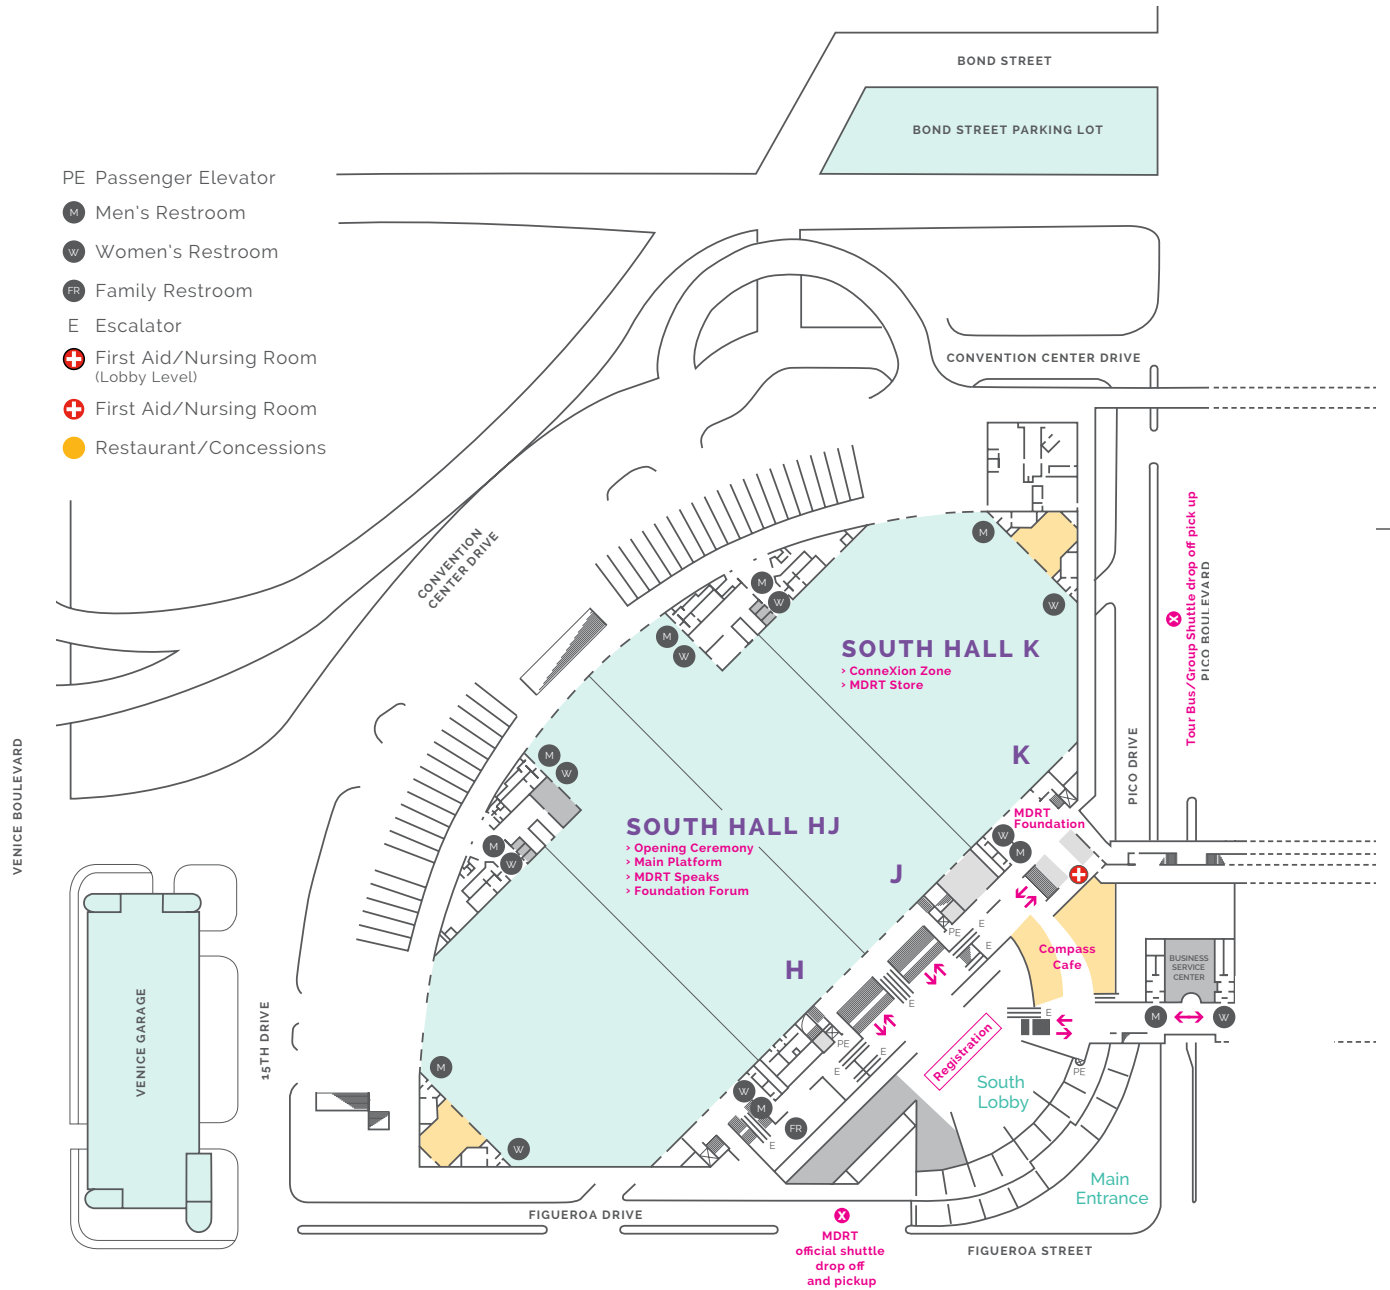 BOND STREET
BOND STREET PARKING LOT
PE Passenger Elevator
M Men's Restroom
W Women's Restroom
FR Family Restroom
E Escalator
First Aid/Nursing Room
(Lobby Level)
First Aid/Nursing Room
Restaurant/Concessions
CONVENTION CENTER DRIVE
CONVENTION
CENTER DRIVE
M
M
W
W
M
W
SOUTH HALL K
› ConneXion Zone
› MDRT Store
Tour Bus/Group Shuttle drop off pick up
X
PICO BOULEVARD
PICO DRIVE
VENICE BOULEVARD
K
M
W
SOUTH HALL HJ
› Opening Ceremony
› Main Platform
› MDRT Speaks
› Foundation Forum
MDRT
Foundation
W
M
M
W
J
E
PE
E
Compass
Cafe
BUSINESS
SERVICE
CENTER
H
E
E
M
W
VENICE GARAGE
15TH DRIVE
Registration
PE
E
E
PE
South
Lobby
M
W
M
FR
E
W
Main
Entrance
FIGUEROA DRIVE
X
MDRT
official shuttle
drop off
and pickup
FIGUEROA STREET